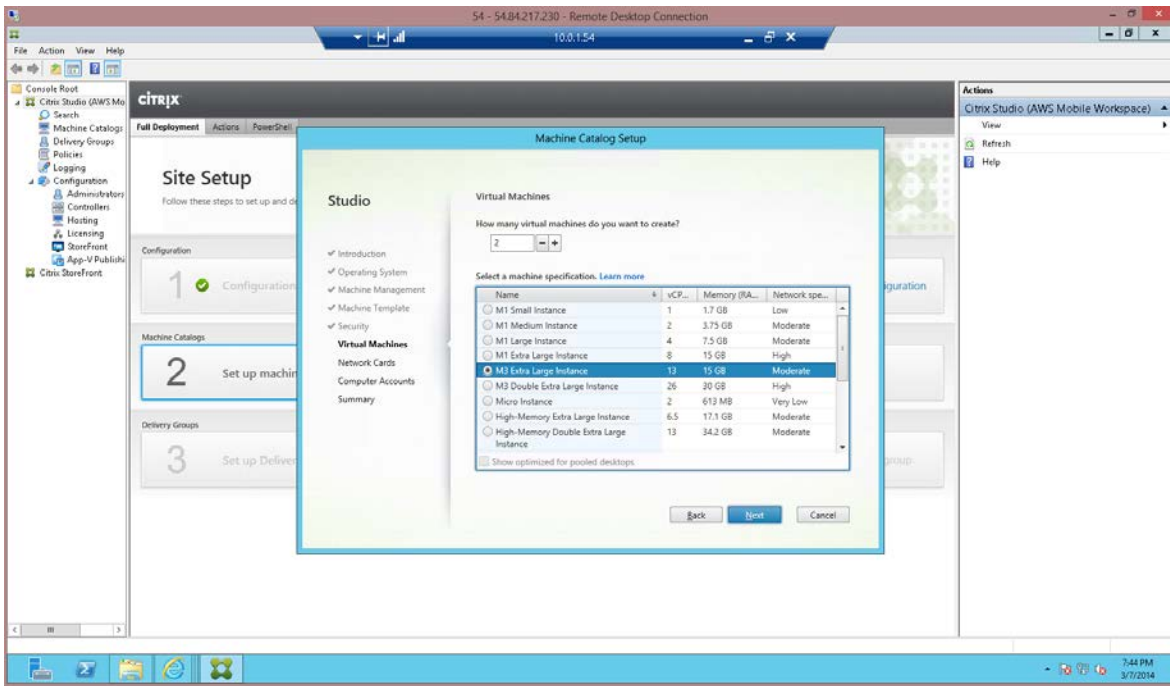 54 - 54.84.217.230 - Remote Desktop Connection
10.0.1.54
File Action View Help
Console Root
Citrix Studio (AWS Mo
Search
Machine Catalogs
Delivery Groups
Policies
Logging
Configuration
Administrators
Controllers
Hosting
Licensing
StoreFront
App-V Publishi
Citrix StoreFront
CİTRIX
Full Deployment Actions PowerShell
Site Setup
Follow these steps to set up and de
Configuration
1 Configuration
iguration
Machine Catalogs
2 Set up machin
Delivery Groups
3 Set up Deliver
group
Machine Catalog Setup
Studio
Introduction
Operating System
Machine Management
Machine Template
Security
Virtual Machines
Network Cards
Computer Accounts
Summary
Virtual Machines
How many virtual machines do you want to create?
2 - +
Select a machine specification. Learn more
Name vCP... Memory (RA... Network spe...
M1 Small Instance 1 1.7 GB Low
M1 Medium Instance 2 3.75 GB Moderate
M1 Large Instance 4 7.5 GB Moderate
M1 Extra Large Instance 8 15 GB High
M3 Extra Large Instance 13 15 GB Moderate
M3 Double Extra Large Instance 26 30 GB High
Micro Instance 2 613 MB Very Low
High-Memory Extra Large Instance 6.5 17.1 GB Moderate
High-Memory Double Extra Large 13 34.2 GB Moderate
Instance
Show optimized for pooled desktops
Back Next Cancel
Actions
Citrix Studio (AWS Mobile Workspace)
View
Refresh
Help
7:44 PM
3/7/2014